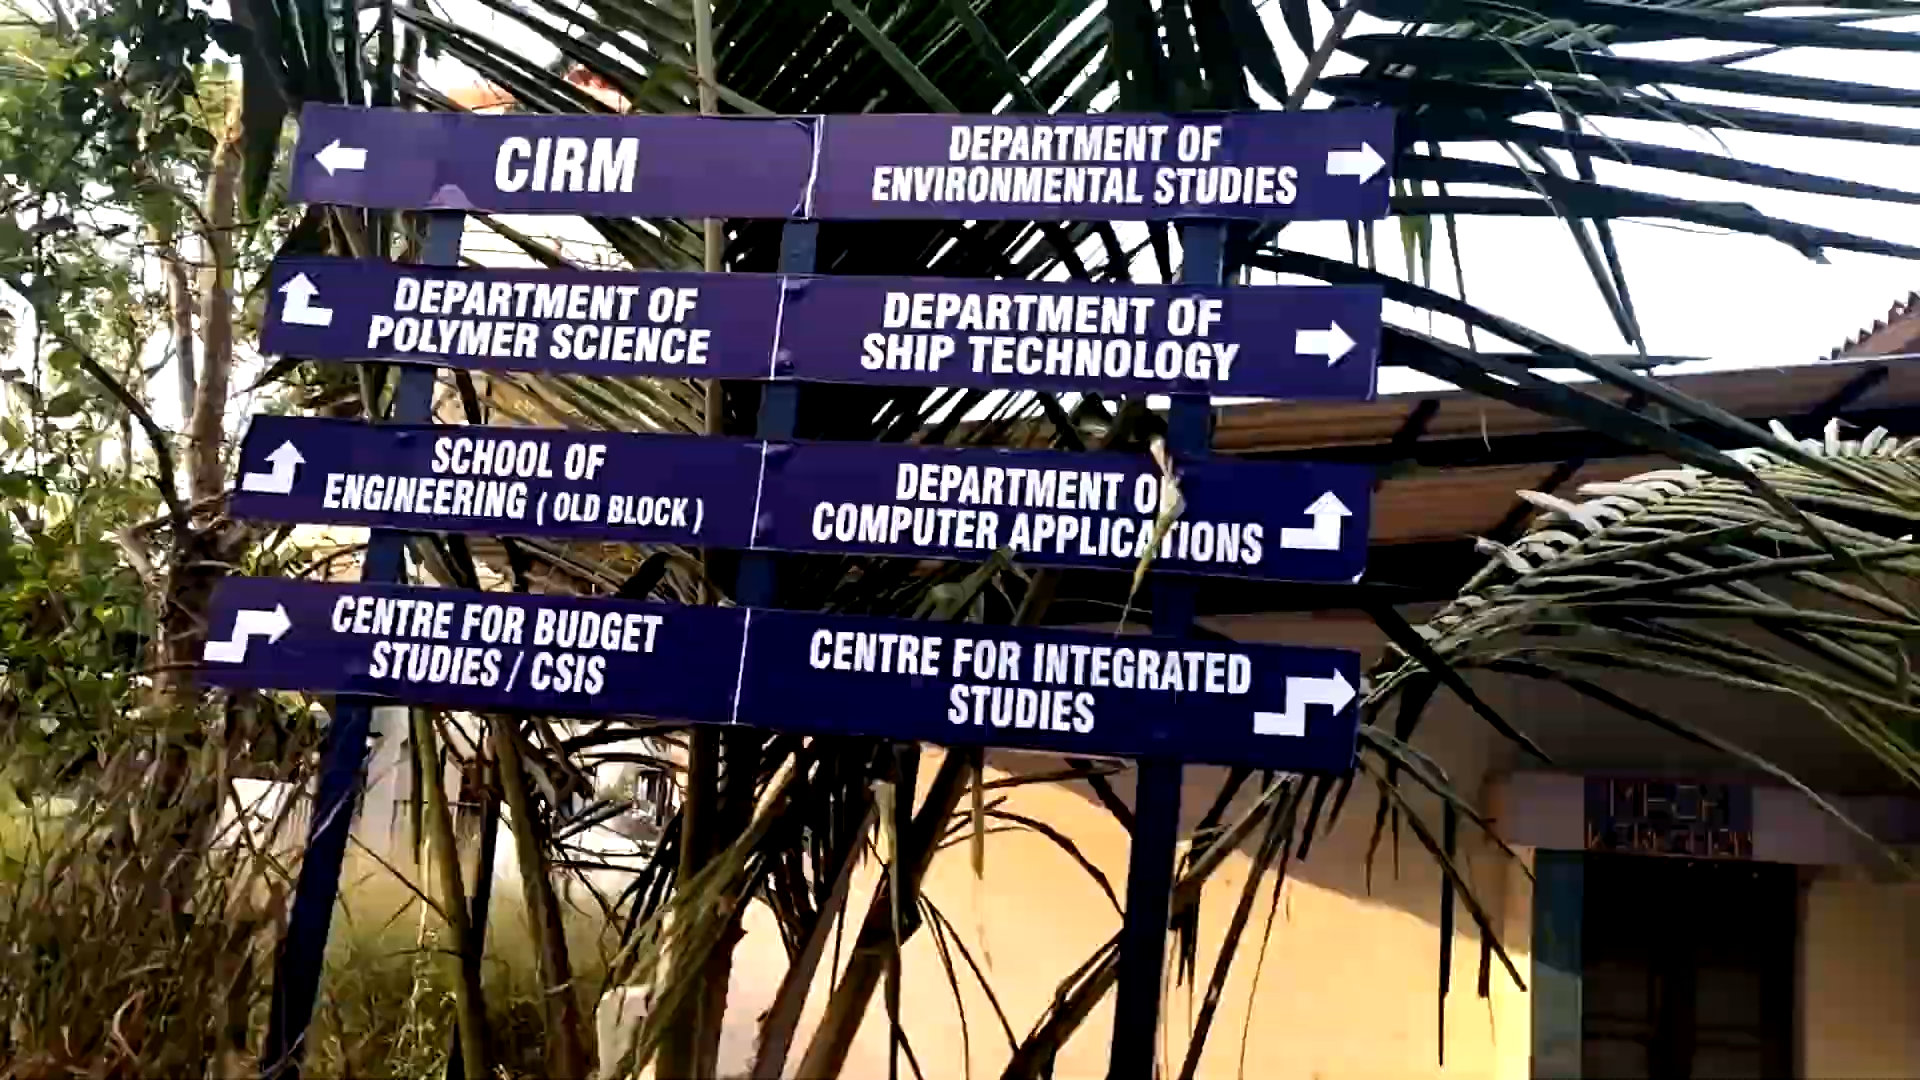 CIRM
DEPARTMENT OF
ENVIRONMENTAL STUDIES
DEPARTMENT OF
POLYMER SCIENCE
DEPARTMENT OF
SHIP TECHNOLOGY
SCHOOL OF
ENGINEERING ( OLD BLOCK )
DEPARTMENT OF
COMPUTER APPLICATIONS
CENTRE FOR BUDGET
STUDIES / CSIS
CENTRE FOR INTEGRATED
STUDIES